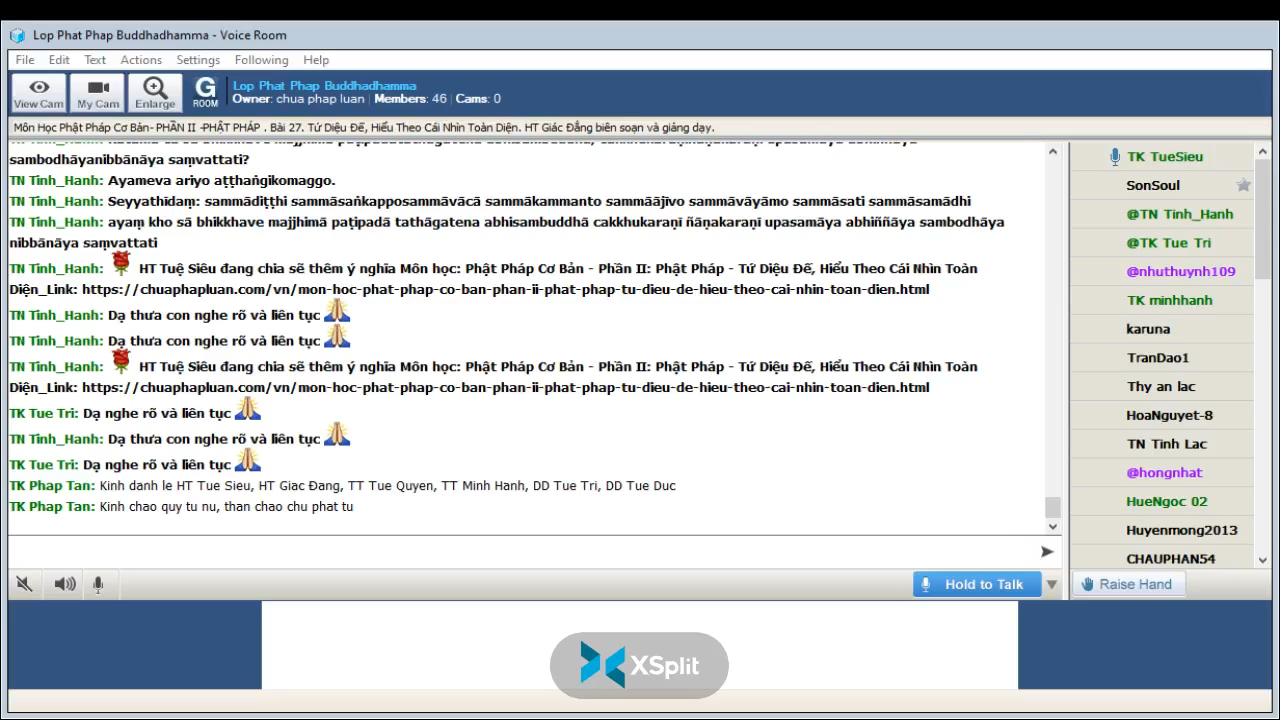 Lop Phat Phap Buddhadhamma - Voice Room
File Edit Text Actions Settings Following Help
View Cam My Cam Enlarge G ROOM
Lop Phat Phap Buddhadhamma
Owner: chua phap luan | Members: 46 | Cams: 0
Môn Học Phật Pháp Cơ Bản- PHẦN II -PHẬT PHÁP . Bài 27. Tứ Diệu Đế, Hiểu Theo Cái Nhìn Toàn Diện. HT Giác Đẳng biên soạn và giảng dạy.
sambodhāyanibbānāya saṃvattati?
TN Tinh_Hanh: Ayameva ariyo aṭṭhaṅgikomaggo.
TN Tinh_Hanh: Seyyathīdaṃ: sammādiṭṭhi sammāsaṅkapposammāvācā sammākammanto sammāājīvo sammāvāyāmo sammāsati sammāsamādhi
TN Tinh_Hanh: ayaṃ kho sā bhikkhave majjhimā paṭipadā tathāgatena abhisambuddhā cakkhukaraṇī ñāṇakaraṇī upasamāya abhiññāya sambodhāya
nibbānāya saṃvattati
TN Tinh_Hanh: HT Tuệ Siêu đang chia sẽ thêm ý nghĩa Môn học: Phật Pháp Cơ Bản - Phần II: Phật Pháp - Tứ Diệu Đế, Hiểu Theo Cái Nhìn Toàn
Diện_Link: https://chuaphapluan.com/vn/mon-hoc-phat-phap-co-ban-phan-ii-phat-phap-tu-dieu-de-hieu-theo-cai-nhin-toan-dien.html
TN Tinh_Hanh: Dạ thưa con nghe rõ và liên tục
TN Tinh_Hanh: Dạ thưa con nghe rõ và liên tục
TN Tinh_Hanh: HT Tuệ Siêu đang chia sẽ thêm ý nghĩa Môn học: Phật Pháp Cơ Bản - Phần II: Phật Pháp - Tứ Diệu Đế, Hiểu Theo Cái Nhìn Toàn
Diện_Link: https://chuaphapluan.com/vn/mon-hoc-phat-phap-co-ban-phan-ii-phat-phap-tu-dieu-de-hieu-theo-cai-nhin-toan-dien.html
TK Tue Tri: Dạ nghe rõ và liên tục
TN Tinh_Hanh: Dạ thưa con nghe rõ và liên tục
TK Tue Tri: Dạ nghe rõ và liên tục
TK Phap Tan: Kinh danh le HT Tue Sieu, HT Giac Đang, TT Tue Quyen, TT Minh Hanh, DD Tue Tri, DD Tue Duc
TK Phap Tan: Kinh chao quy tu nu, than chao chu phat tu
TK TueSieu
SonSoul
@TN Tinh_Hanh
@TK Tue Tri
@nhuthuynh109
TK minhhanh
karuna
TranDao1
Thy an lac
HoaNguyet-8
TN Tinh Lac
@hongnhat
HueNgoc 02
Huyenmong2013
CHAUPHAN54
Hold to Talk
Raise Hand
XSplit